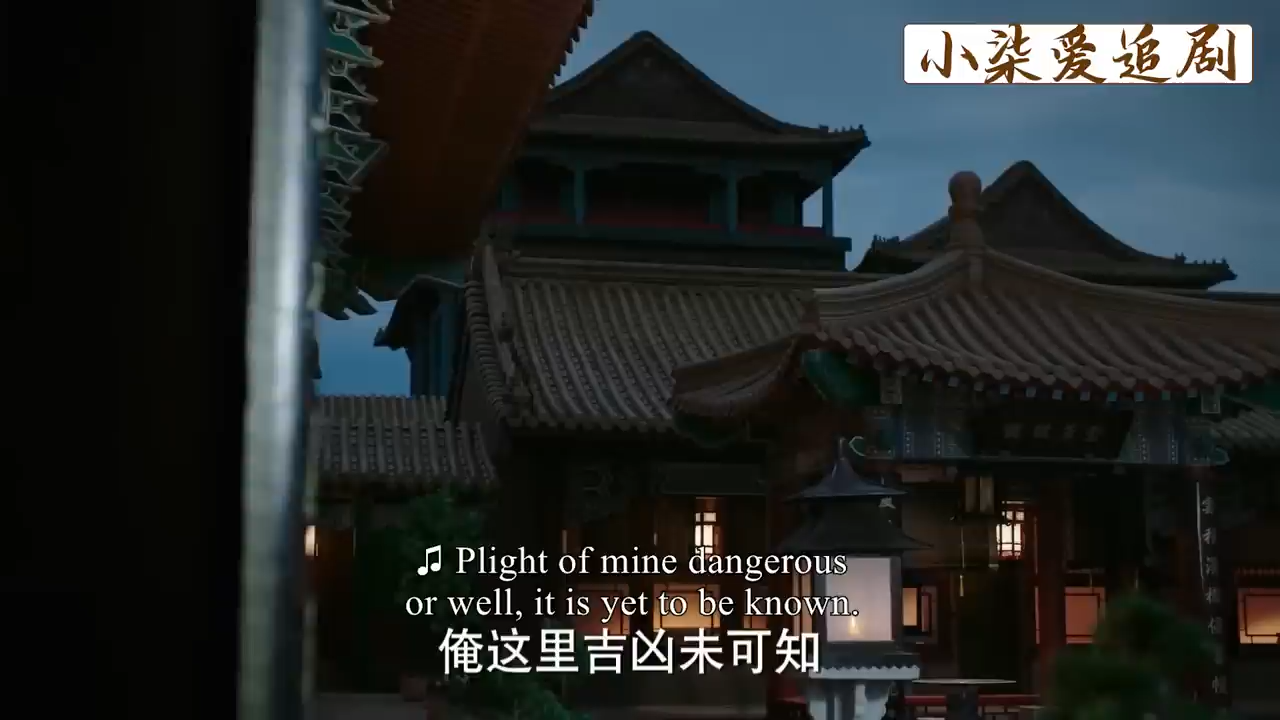 小柒爱追剧
♫ Plight of mine dangerous
or well, it is yet to be known.
俺这里吉凶未可知